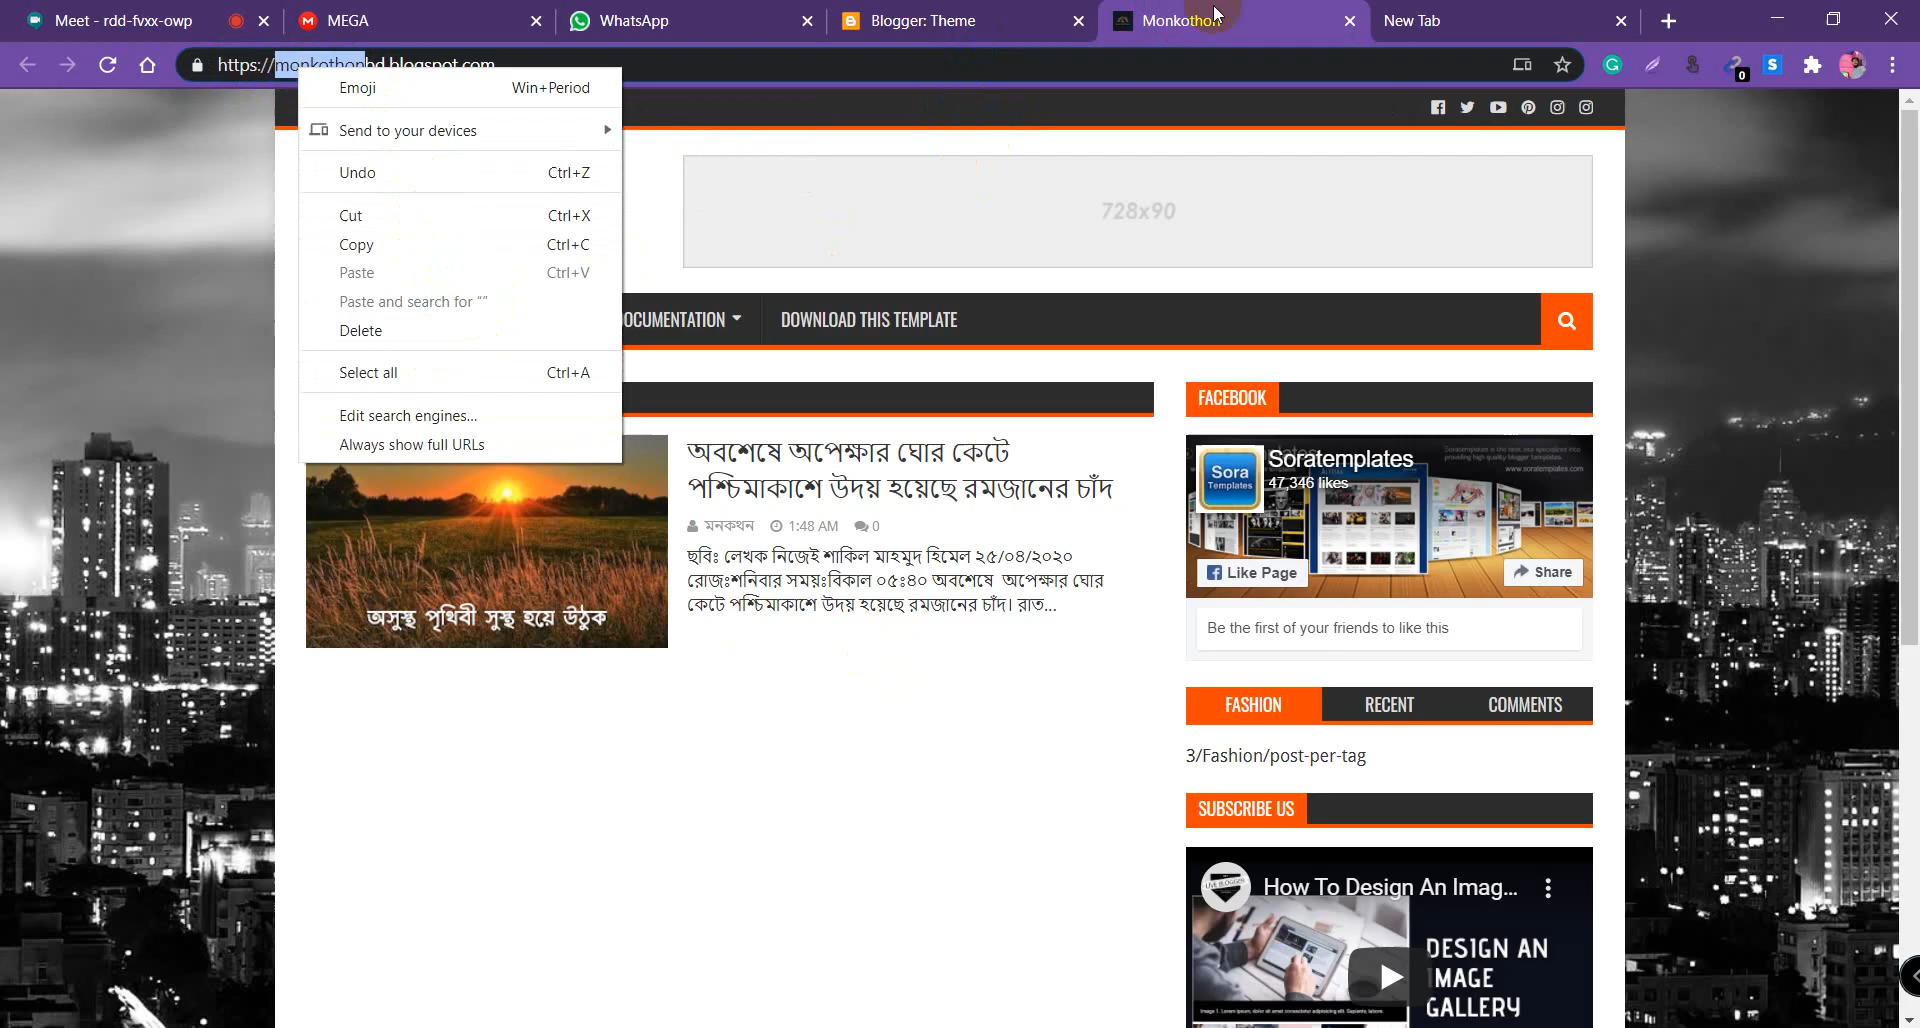 Meet - rdd-fvxx-owp
MEGA
WhatsApp
Blogger: Theme
Monkothon
New Tab
https://monkothonbd.blogspot.com
0
S
Emoji Win+Period
Send to your devices
Undo Ctrl+Z
Cut Ctrl+X
Copy Ctrl+C
Paste Ctrl+V
Paste and search for “”
Delete
Select all Ctrl+A
Edit search engines...
Always show full URLs
728x90
OCUMENTATION
DOWNLOAD THIS TEMPLATE
অবশেষে অপেক্ষার ঘোর কেটে
পশ্চিমাকাশে উদয় হয়েছে রমজানের চাঁদ
মনকথন 1:48 AM 0
ছবিঃ লেখক নিজেই শাকিল মাহমুদ হিমেল ২৫/০৪/২০২০
রোজঃশনিবার সময়ঃবিকাল ০৫ঃ৪০ অবশেষে অপেক্ষার ঘোর
কেটে পশ্চিমাকাশে উদয় হয়েছে রমজানের চাঁদ। রাত...
অসুস্থ পৃথিবী সুস্থ হয়ে উঠুক
FACEBOOK
Sora
Templates
Soratemplates
47,346 likes
www.soratemplates.com
Like Page
Share
Be the first of your friends to like this
FASHION RECENT COMMENTS
3/Fashion/post-per-tag
SUBSCRIBE US
How To Design An Imag...
DESIGN AN
IMAGE
GALLERY